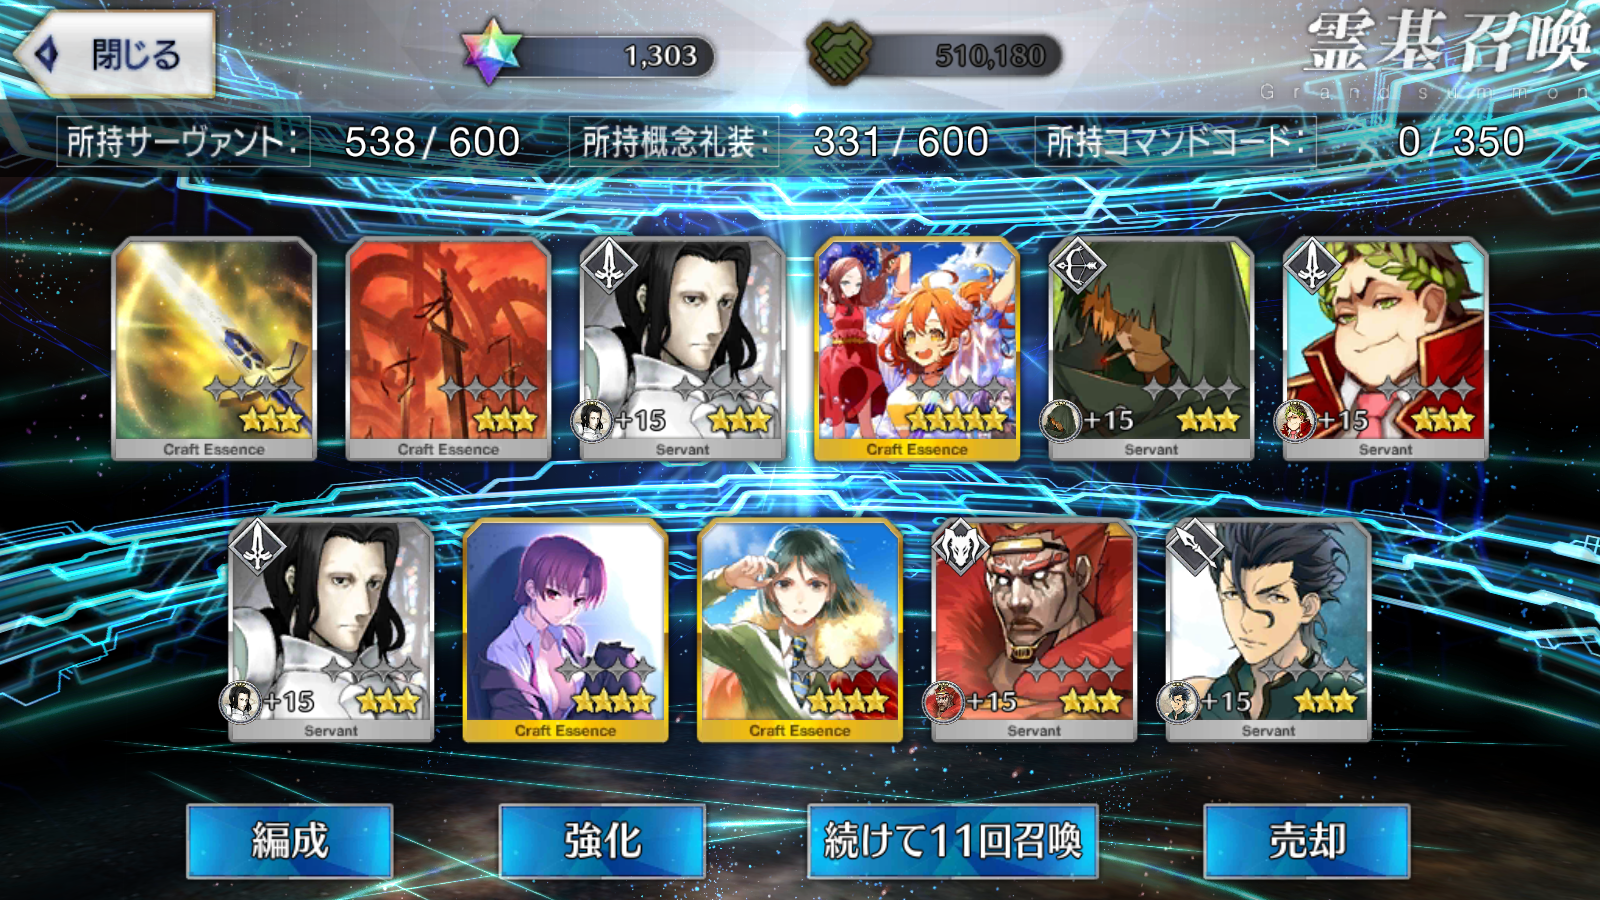 閉じる
1,303
510,180
霊基召喚
Grand summon
所持サーヴァント: 538 / 600
所持概念礼装: 331 / 600
所持コマンドコード: 0 / 350
Craft Essence
Craft Essence
+15
Servant
Craft Essence
+15
Servant
+15
Servant
+15
Servant
Craft Essence
Craft Essence
+15
Servant
+15
Servant
編成
強化
続けて11回召喚
売却